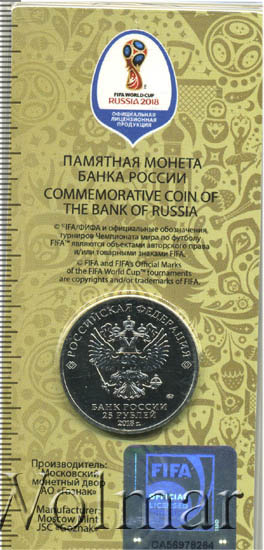 FIFA WORLD CUP
RUSSIA 2018
ОФИЦИАЛЬНАЯ
ЛИЦЕНЗИОННАЯ
ПРОДУКЦИЯ
ПАМЯТНАЯ МОНЕТА
БАНКА РОССИИ
COMMEMORATIVE COIN OF
THE BANK OF RUSSIA
© FIFA/ФИФА и официальные обозначения
турниров Чемпионата мира по футболу
FIFA™ являются объектами авторского права
и/или товарными знаками FIFA.
© FIFA and FIFA's Official Marks
of the FIFA World Cup™ tournaments
are copyrights and/or trademarks of FIFA.
РОССИЙСКАЯ ФЕДЕРАЦИЯ
БАНК РОССИИ
25 РУБЛЕЙ
2018 г.
Производитель:
Московский
монетный двор
АО «Гознак»
Manufacturer:
Moscow Mint
JSC «Goznak»
FIFA
OFFICIAL
LICENSED
CA56978284
Wolmar